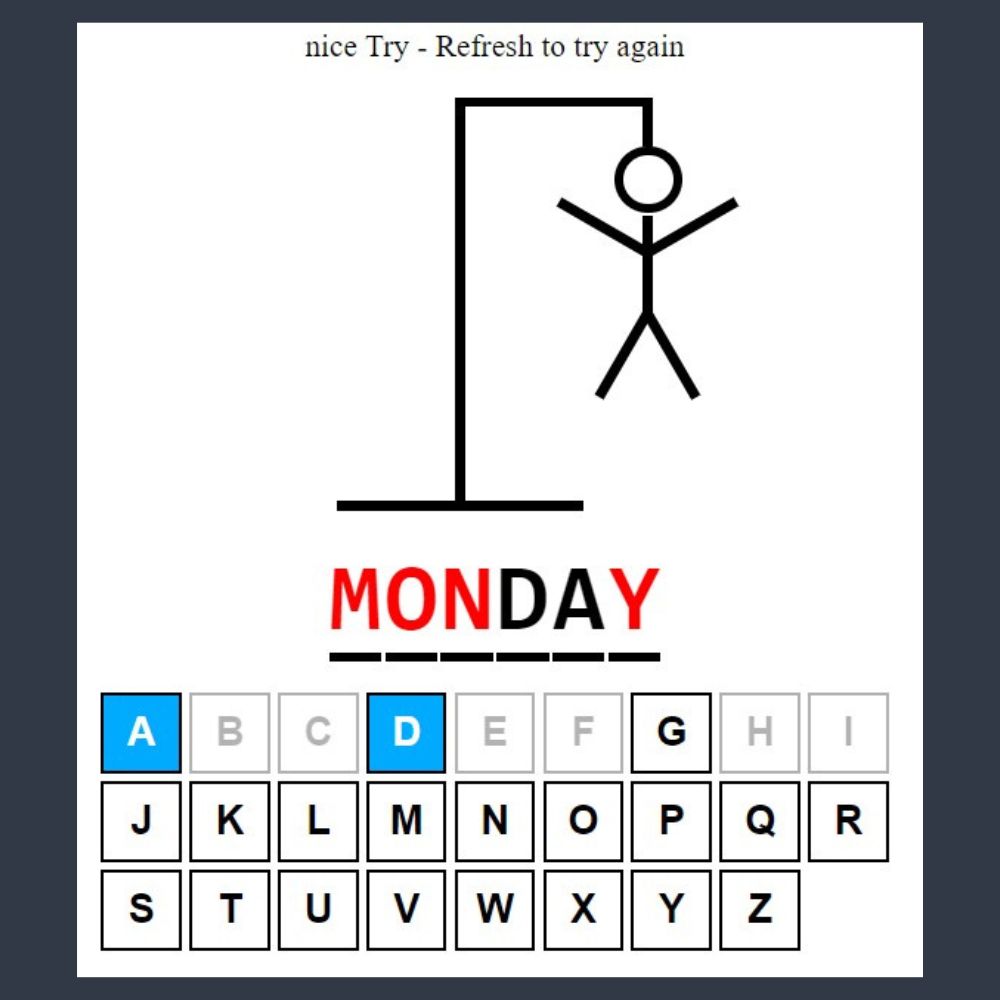 nice Try - Refresh to try again
MONDAY
A B C D E F G H I
J K L M N O P Q R
S T U V W X Y Z